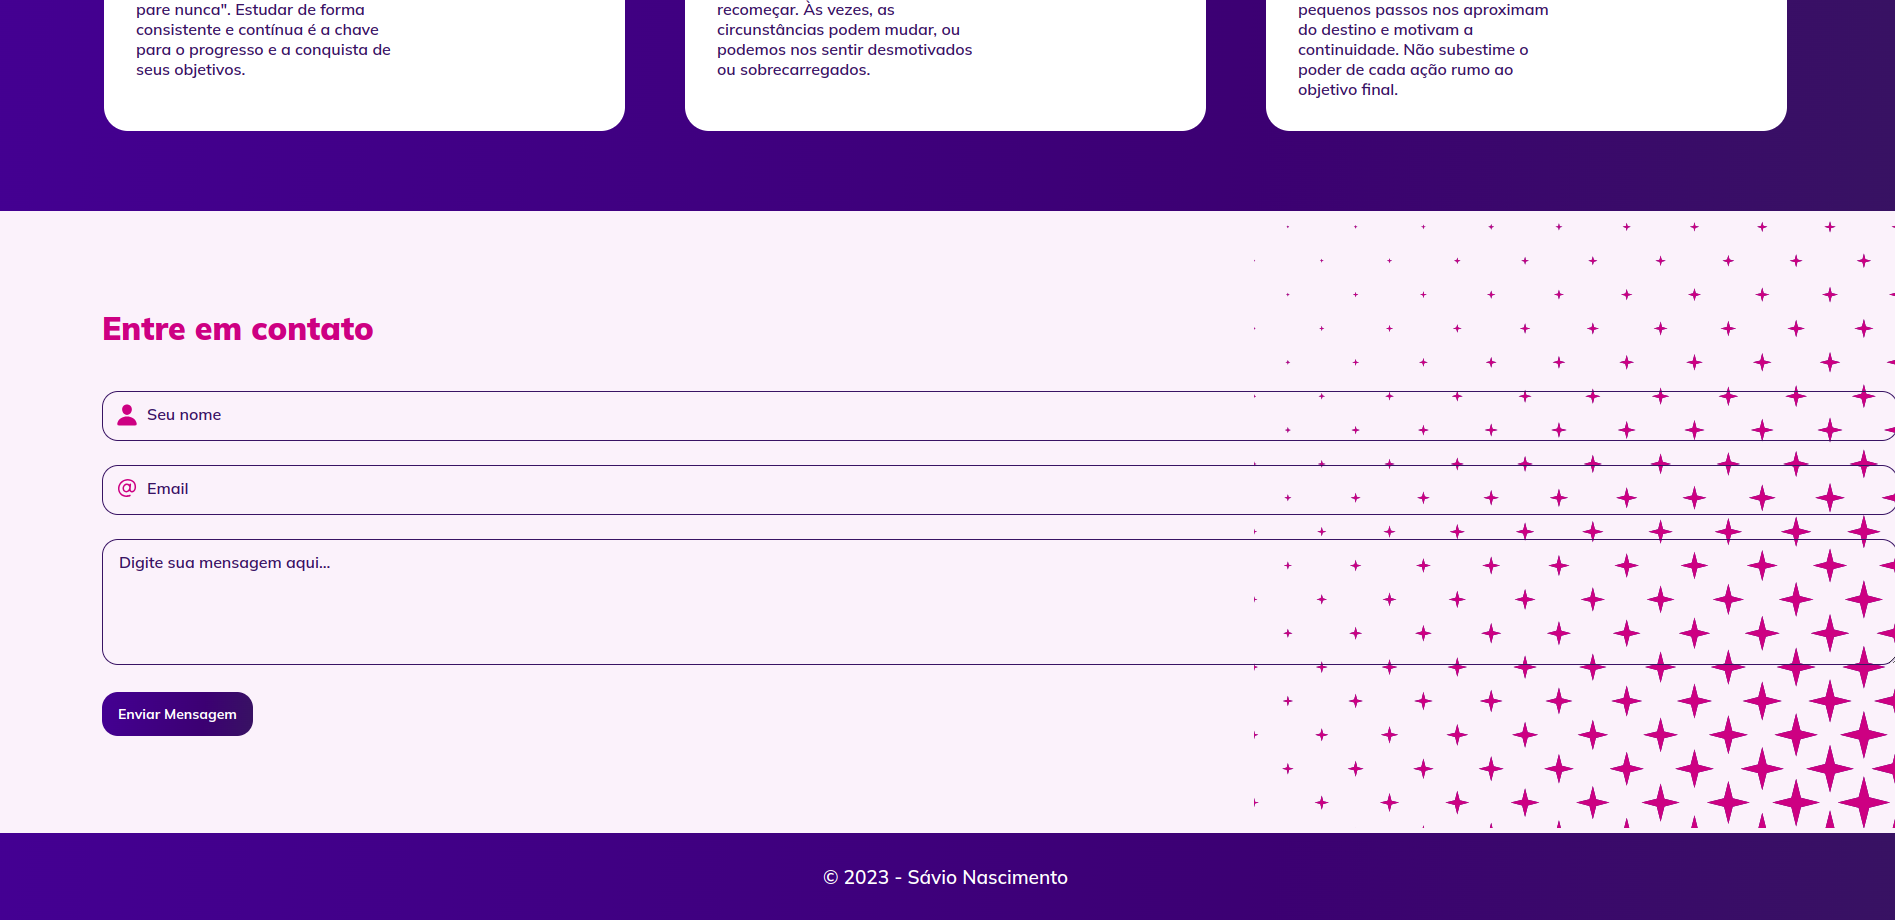 pare nunca". Estudar de forma
consistente e contínua é a chave
para o progresso e a conquista de
seus objetivos.
recomeçar. Às vezes, as
circunstâncias podem mudar, ou
podemos nos sentir desmotivados
ou sobrecarregados.
pequenos passos nos aproximam
do destino e motivam a
continuidade. Não subestime o
poder de cada ação rumo ao
objetivo final.
Entre em contato
Seu nome
@ Email
Digite sua mensagem aqui...
Enviar Mensagem
© 2023 - Sávio Nascimento